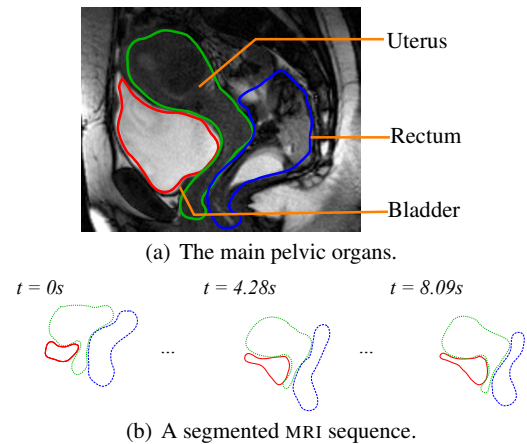 Uterus
Rectum
Bladder
(a) The main pelvic organs.
t = 0s
t = 4.28s
t = 8.09s
...
...
(b) A segmented MRI sequence.